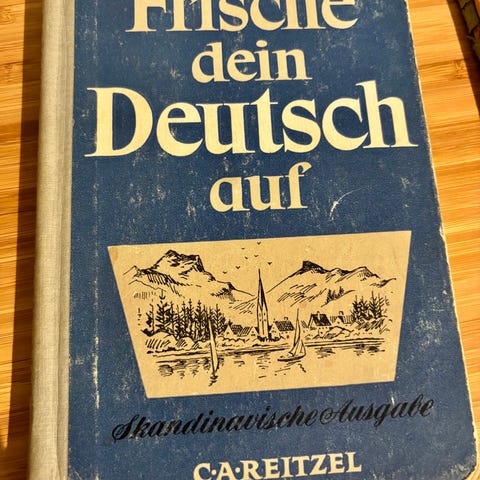 Frische
dein
Deutsch
auf
Skandinavische Ausgabe
C·A·REITZEL